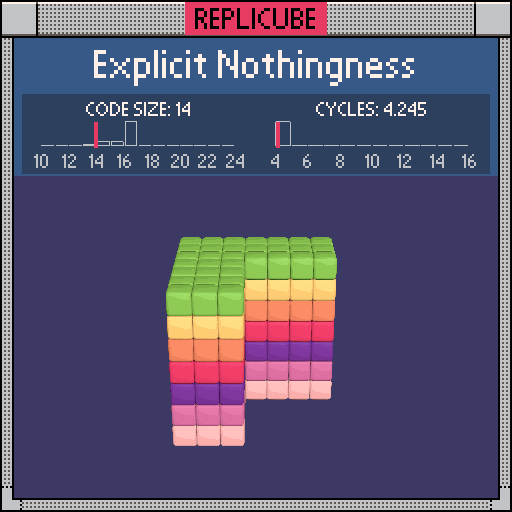 REPLICUBE
Explicit Nothingness
CODE SIZE: 14
CYCLES: 4.245
10 12 14 16 18 20 22 24
4 6 8 10 12 14 16